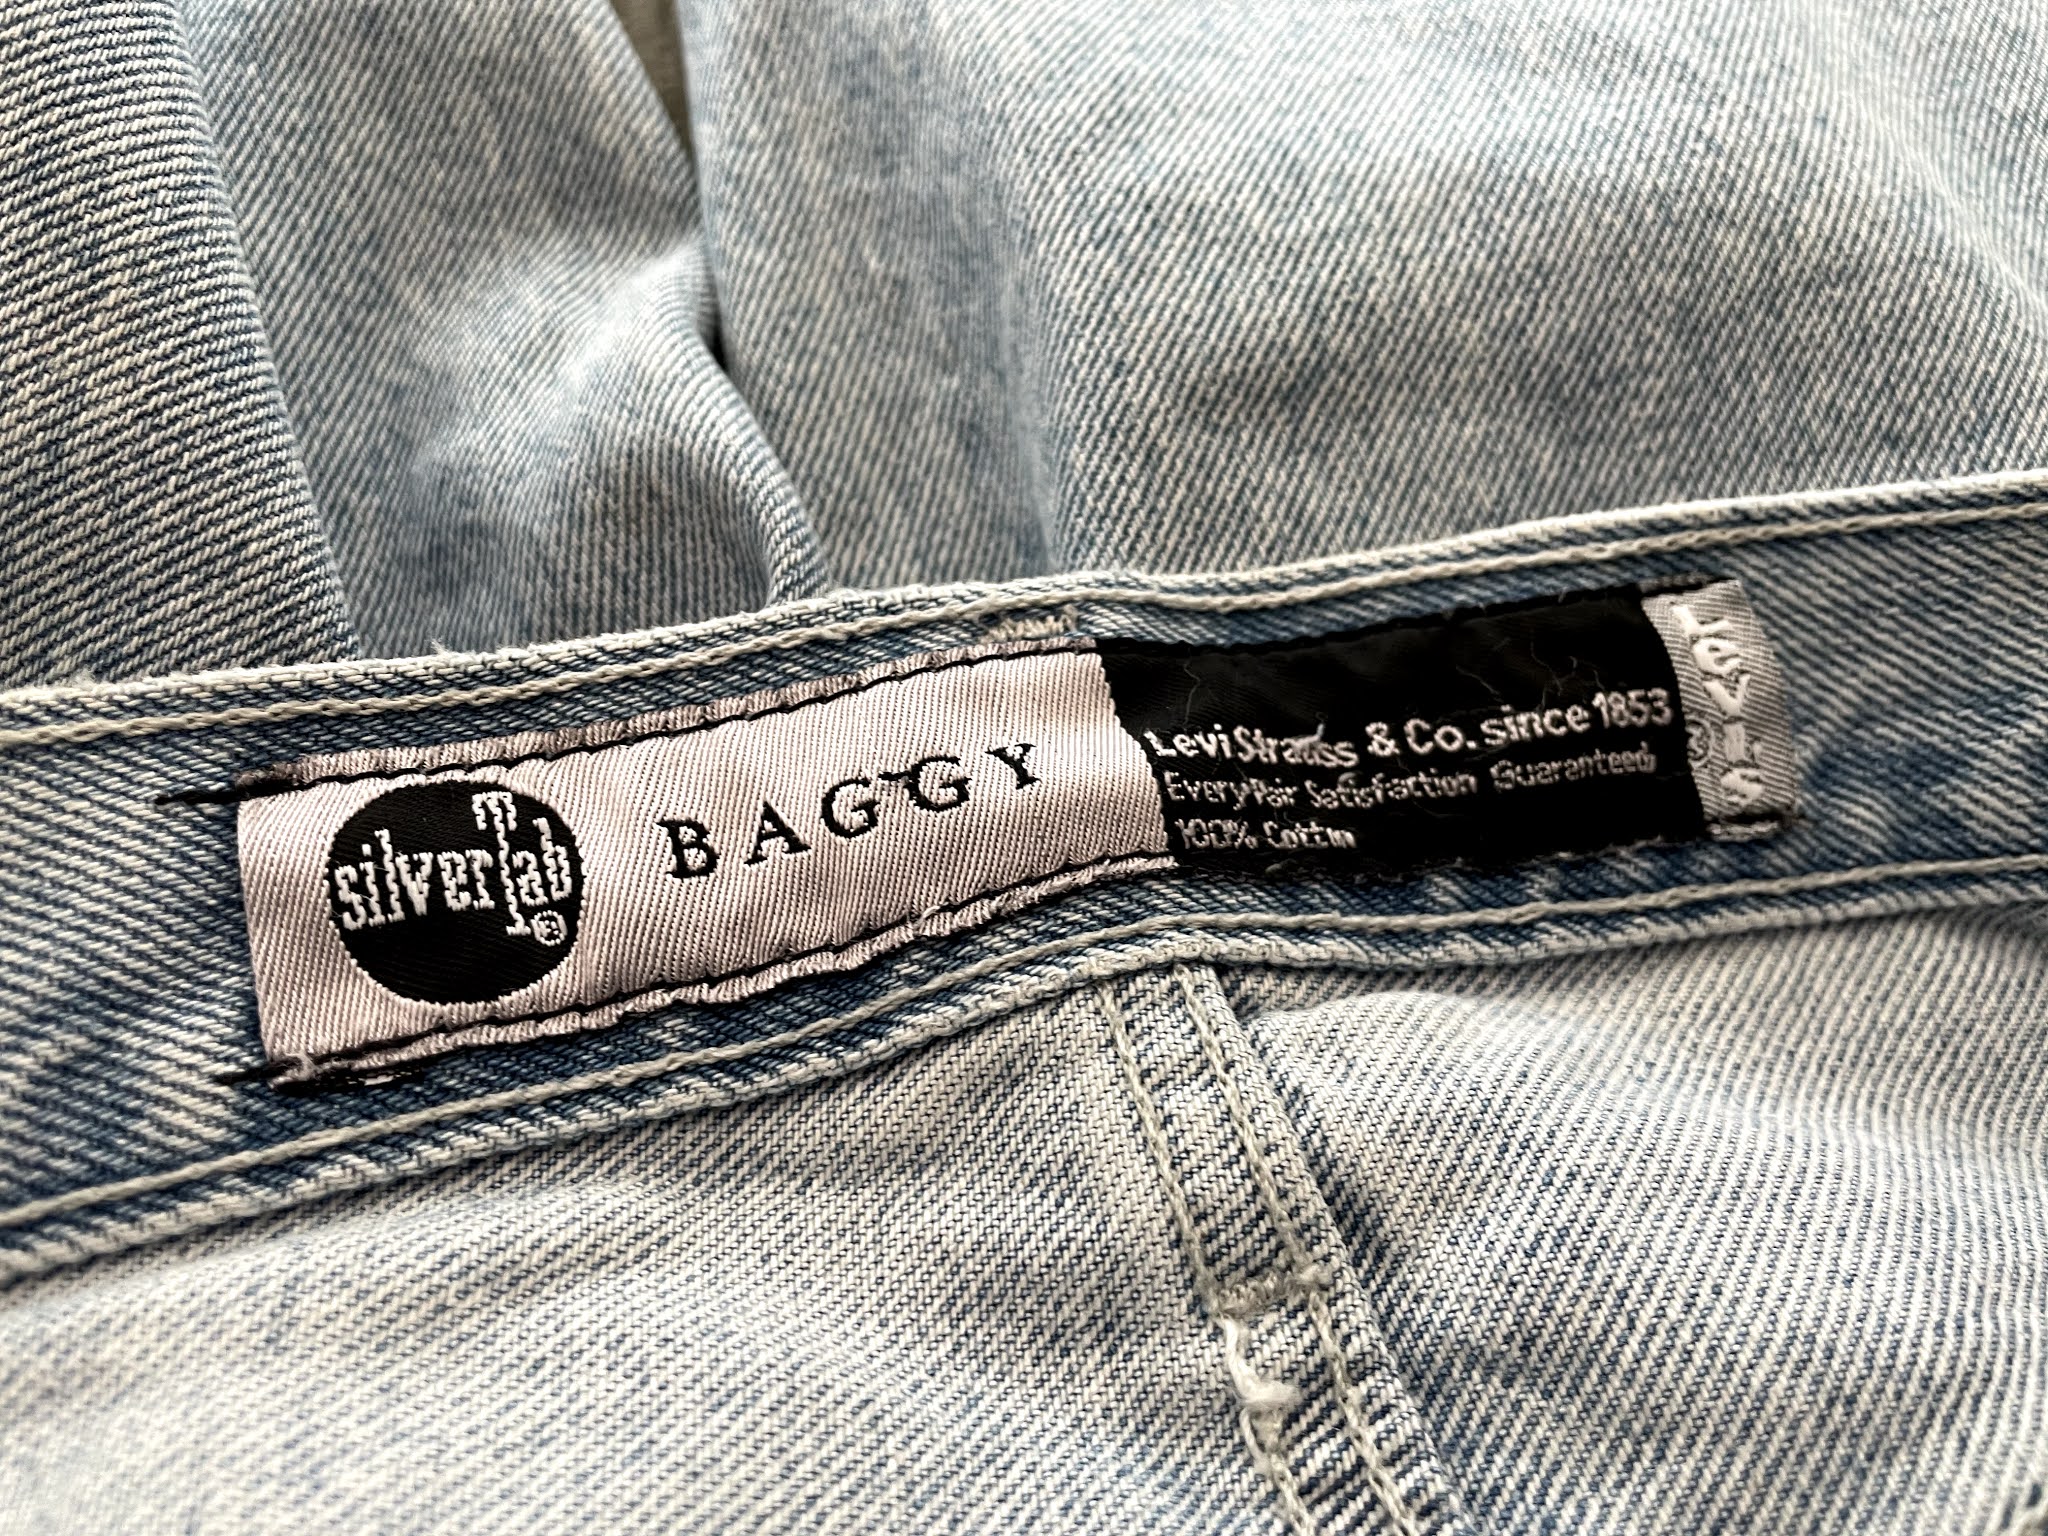 silverTab®
BAGGY
Levi Strauss & Co. since 1853
Every Pair Satisfaction Guaranteed
100% Cotton
LeVI'S
®